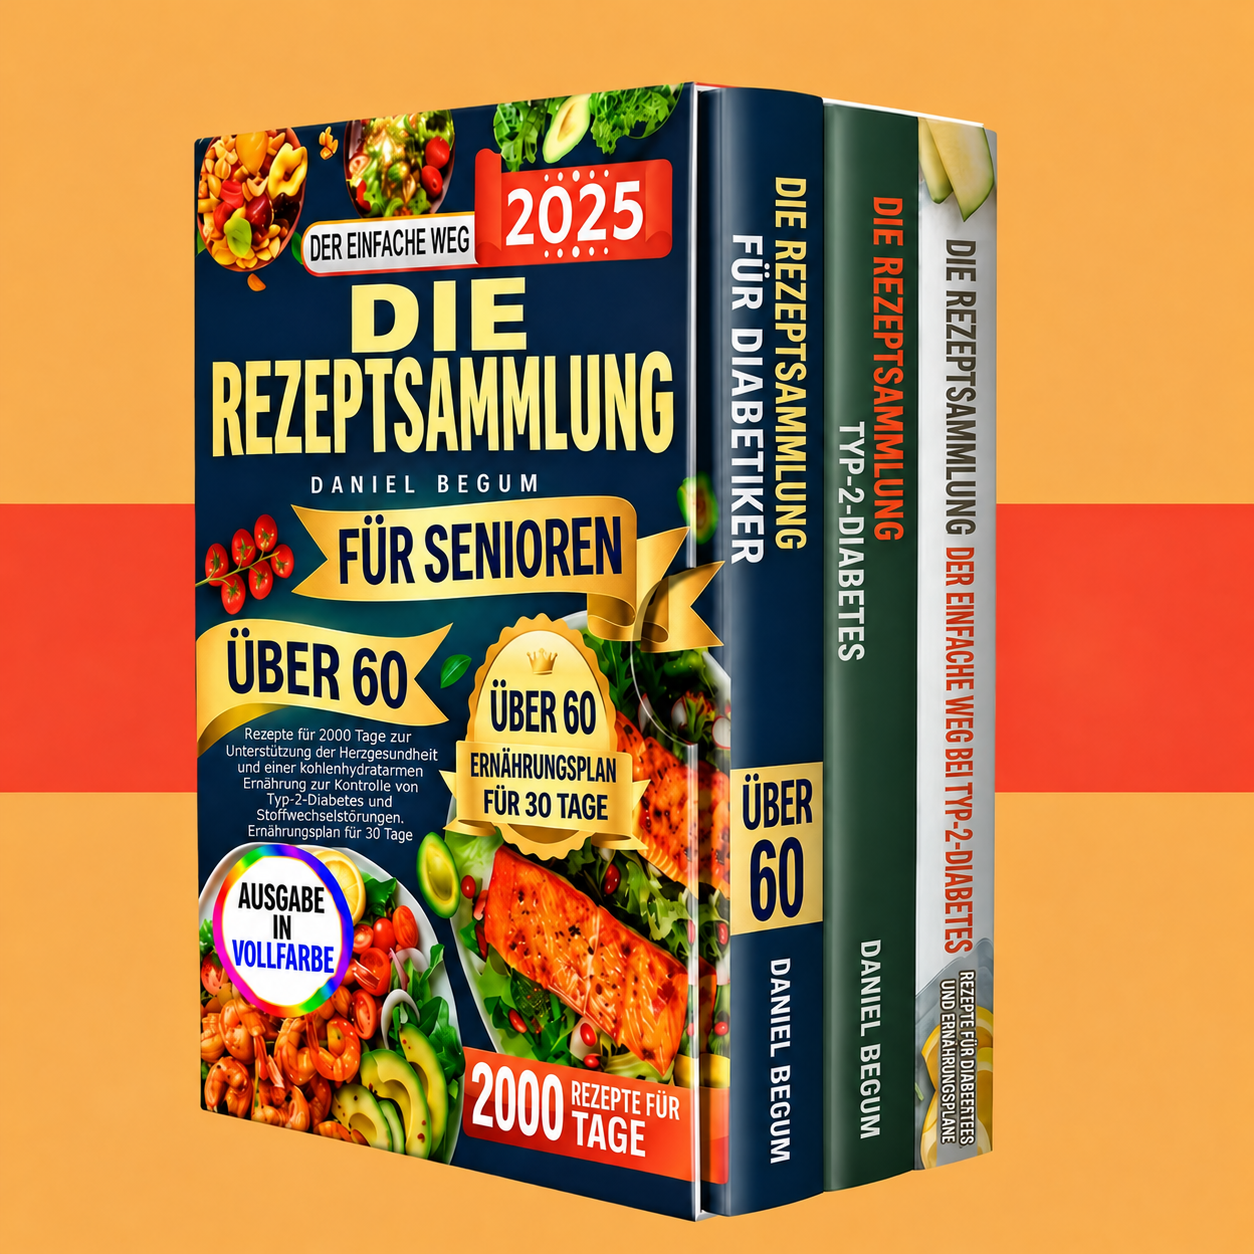 DER EINFACHE WEG
2025
DIE
REZEPTSAMMLUNG
DANIEL BEGUM
FÜR SENIOREN
ÜBER 60
Rezepte für 2000 Tage zur
Unterstützung der Herzgesundheit
und einer kohlenhydratarmen
Ernährung zur Kontrolle von
Typ-2-Diabetes und
Stoffwechselstörungen.
Ernährungsplan für 30 Tage
ÜBER 60
ERNÄHRUNGSPLAN
FÜR 30 TAGE
AUSGABE
IN
VOLLFARBE
2000 REZEPTE FÜR
TAGE
DIE REZEPTSAMMLUNG
FÜR DIABETIKER
ÜBER
60
DANIEL BEGUM
DIE REZEPTSAMMLUNG
TYP-2-DIABETES
DANIEL BEGUM
DIE REZEPTSAMMLUNG DER EINFACHE WEG BEI TYP-2-DIABETES
REZEPTE FÜR DIABEERTEES
UND ERNÄHRUNGSPLÄNE